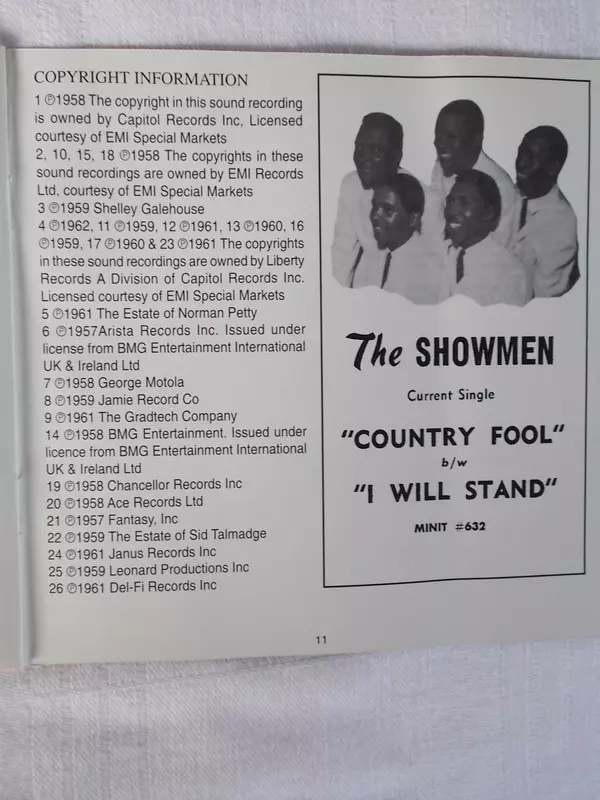 COPYRIGHT INFORMATION
1 ℗1958 The copyright in this sound recording
is owned by Capitol Records Inc, Licensed
courtesy of EMI Special Markets
2, 10, 15, 18 ℗1958 The copyrights in these
sound recordings are owned by EMI Records
Ltd, courtesy of EMI Special Markets
3 ℗1959 Shelley Galehouse
4 ℗1962, 11 ℗1959, 12 ℗1961, 13 ℗1960, 16
℗1959, 17 ℗1960 & 23 ℗1961 The copyrights
in these sound recordings are owned by Liberty
Records A Division of Capitol Records Inc.
Licensed courtesy of EMI Special Markets
5 ℗1961 The Estate of Norman Petty
6 ℗1957Arista Records Inc. Issued under
license from BMG Entertainment International
UK & Ireland Ltd
7 ℗1958 George Motola
8 ℗1959 Jamie Record Co
9 ℗1961 The Gradtech Company
14 ℗1958 BMG Entertainment. Issued under
licence from BMG Entertainment International
UK & Ireland Ltd
19 ℗1958 Chancellor Records Inc
20 ℗1958 Ace Records Ltd
21 ℗1957 Fantasy, Inc
22 ℗1959 The Estate of Sid Talmadge
24 ℗1961 Janus Records Inc
25 ℗1959 Leonard Productions Inc
26 ℗1961 Del-Fi Records Inc
The SHOWMEN
Current Single
"COUNTRY FOOL"
b/w
"I WILL STAND"
MINIT #632
11